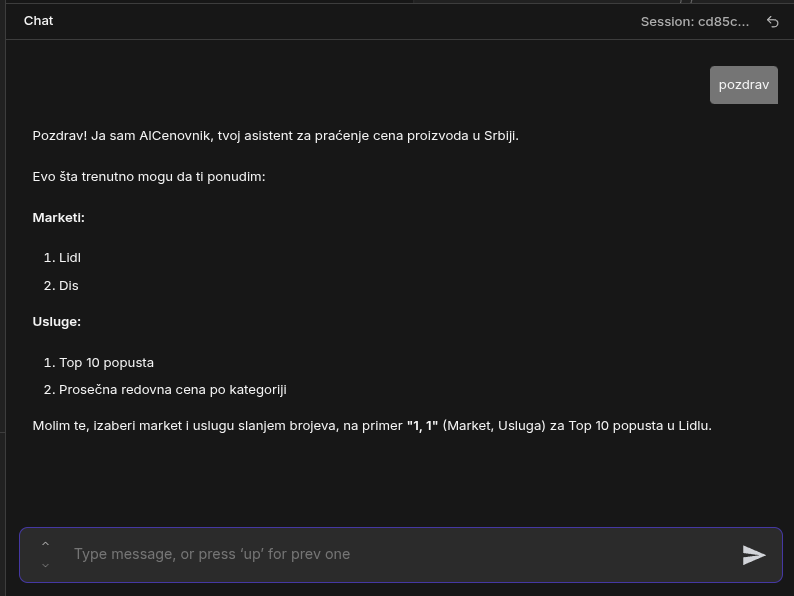 Chat
Session: cd85c...
pozdrav
Pozdrav! Ja sam AICenovnik, tvoj asistent za praćenje cena proizvoda u Srbiji.
Evo šta trenutno mogu da ti ponudim:
Marketi:
1. Lidl
2. Dis
Usluge:
1. Top 10 popusta
2. Prosečna redovna cena po kategoriji
Molim te, izaberi market i uslugu slanjem brojeva, na primer "1, 1" (Market, Usluga) za Top 10 popusta u Lidlu.
Type message, or press ‘up’ for prev one